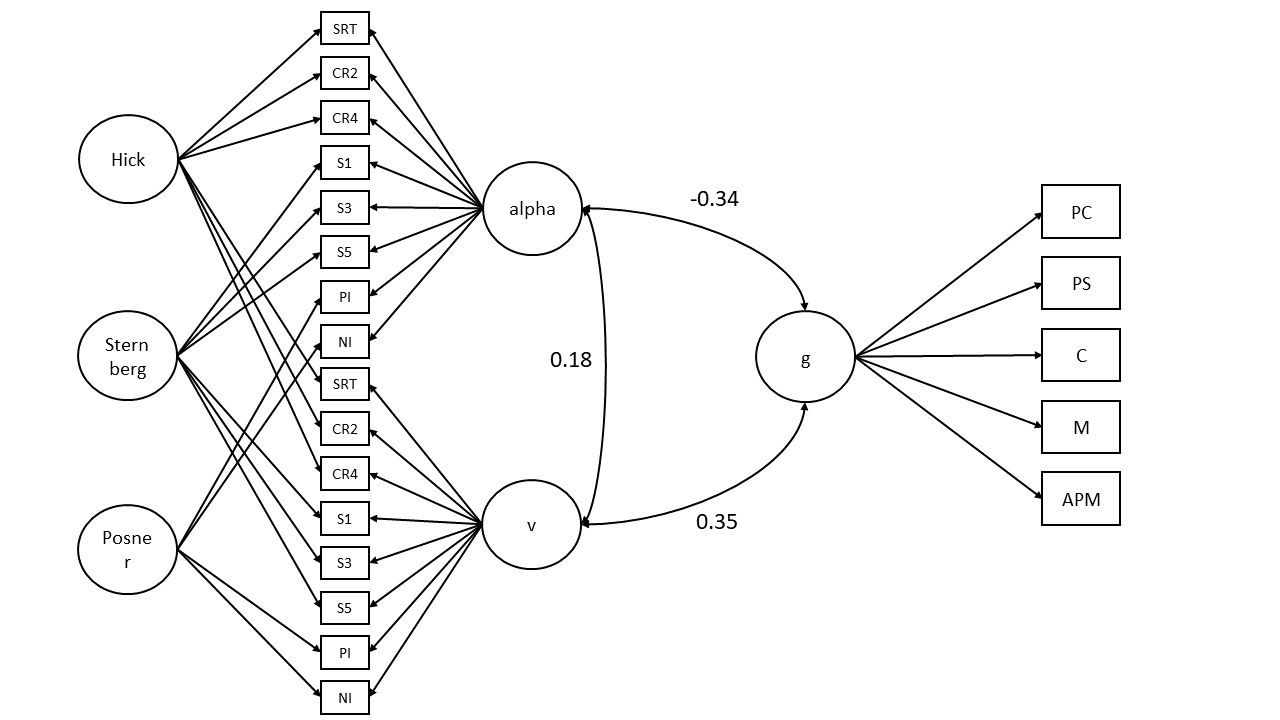 Hick
Stern
berg
Posne
r
SRT
CR2
CR4
S1
S3
S5
PI
NI
SRT
CR2
CR4
S1
S3
S5
PI
NI
alpha
v
-0.34
0.18
0.35
g
PC
PS
C
M
APM